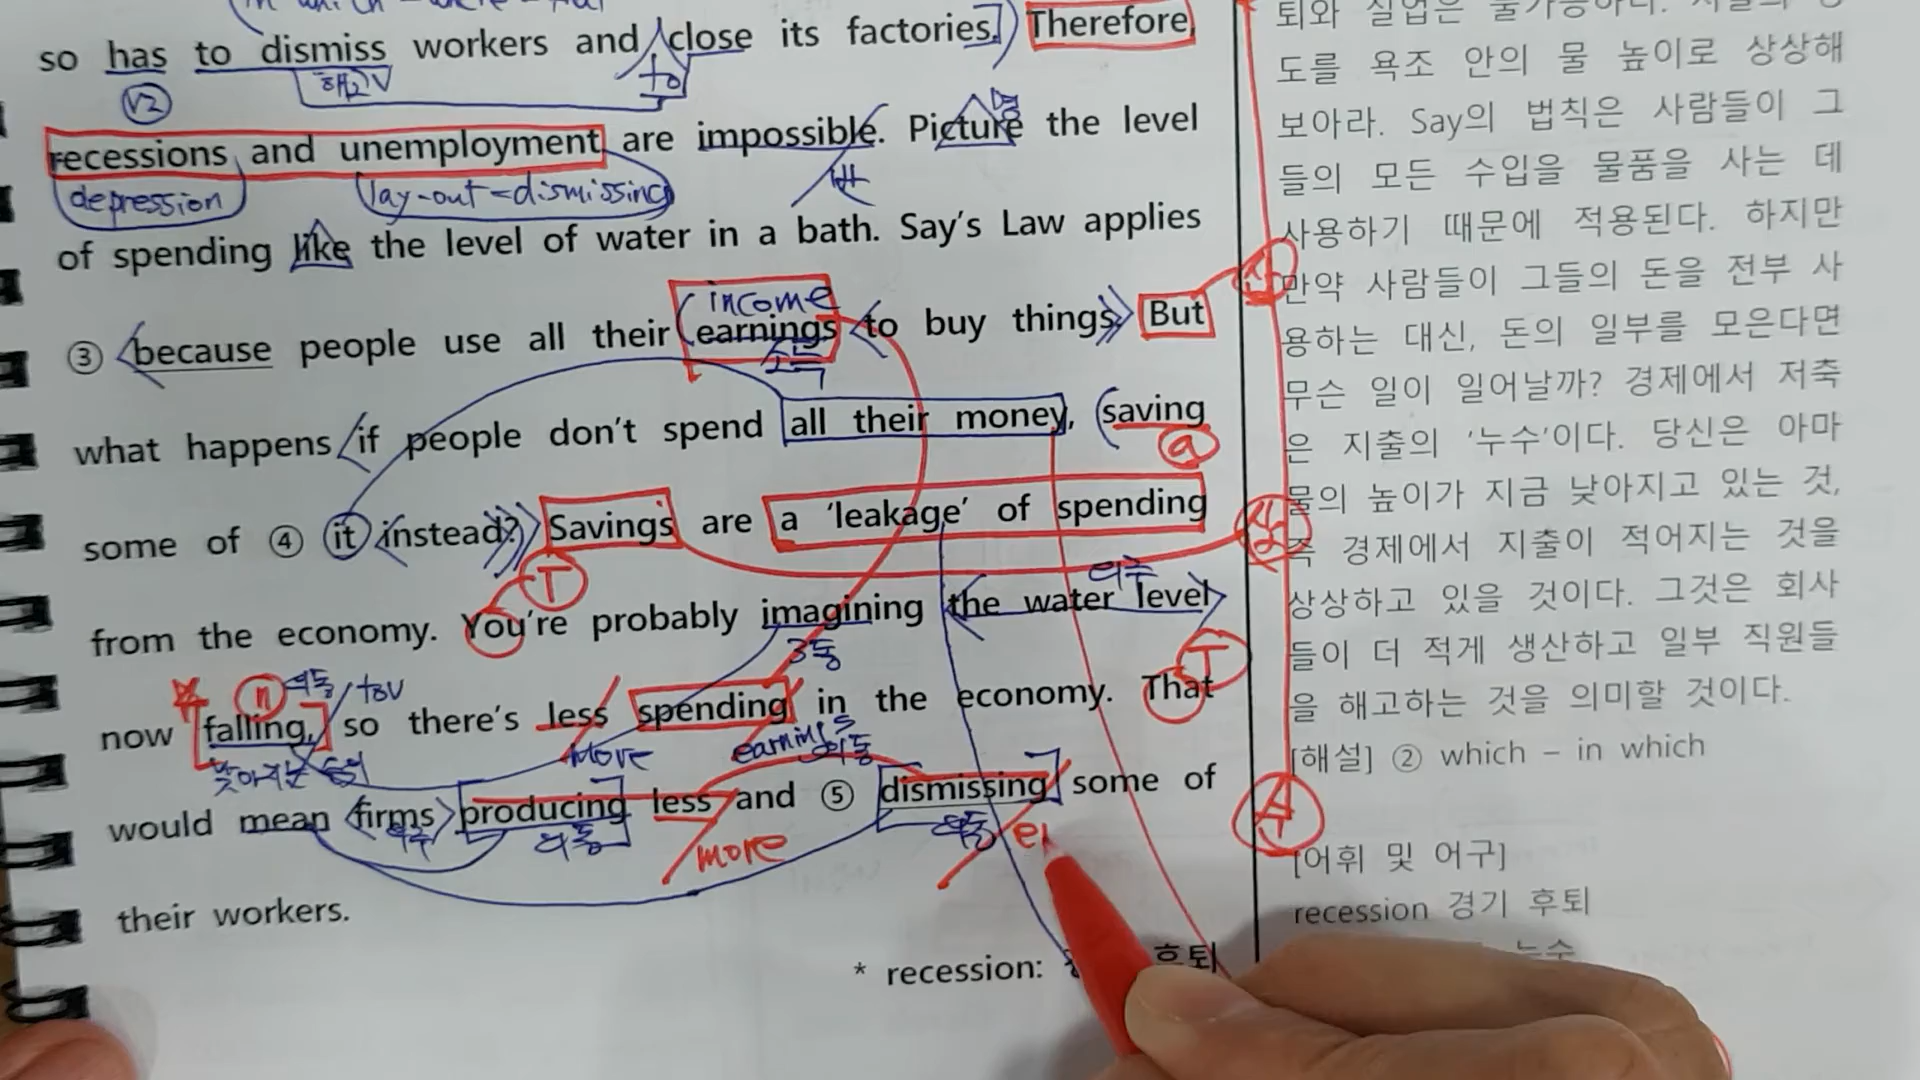 so has to dismiss workers and close its factories. Therefore,
V2
to
recessions and unemployment are impossible. Picture the level
명
depression
lay-out=dismissing
of spending like the level of water in a bath. Say's Law applies
income
③ because people use all their earnings to buy things. But
소득
what happens if people don't spend all their money, (saving
a
some of ④ it instead? Savings are a 'leakage' of spending
T
from the economy. You're probably imagining the water level
now falling, so there's less spending in the economy. That
n
/toV
T
move
earnings
would mean firms producing less and ⑤ dismissing some of
more
their workers.
* recession:
후퇴
도를 욕조 안의 물 높이로 상상해
보아라. Say의 법칙은 사람들이 그
들의 모든 수입을 물품을 사는 데
사용하기 때문에 적용된다. 하지만
만약 사람들이 그들의 돈을 전부 사
용하는 대신, 돈의 일부를 모은다면
무슨 일이 일어날까? 경제에서 저축
은 지출의 '누수'이다. 당신은 아마
물의 높이가 지금 낮아지고 있는 것,
즉 경제에서 지출이 적어지는 것을
상상하고 있을 것이다. 그것은 회사
들이 더 적게 생산하고 일부 직원들
을 해고하는 것을 의미할 것이다.
[해설] ② which – in which
A
[어휘 및 어구]
recession 경기 후퇴